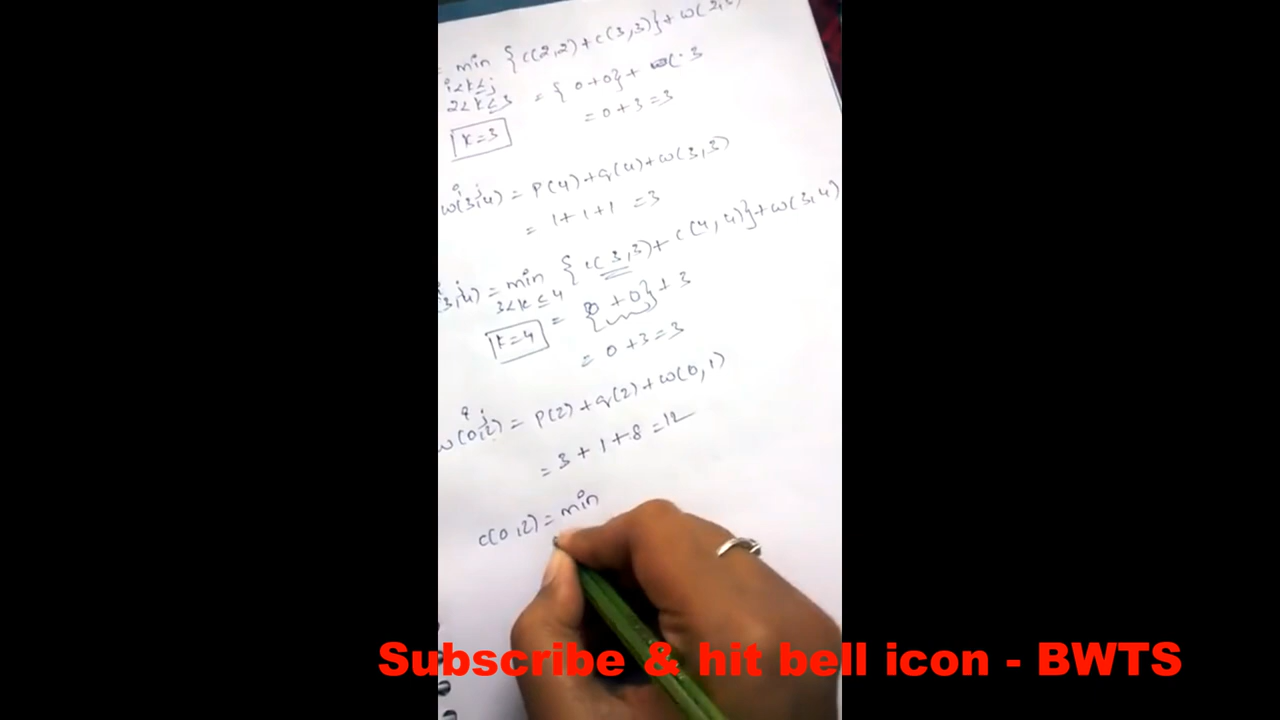 = min {c(2,2)+c(3,3)}+w(2,3)
i<k≤j
2<k≤3 = {0+0}+ 3
k=3 = 0+3=3
i j
w(3,4) = P(4)+q(4)+w(3,3)
= 1+1+1 =3
(3,4) = min {c(3,3)+c(4,4)}+w(3,4)
3<k≤4
k=4 = {0+0}+3
= 0+3=3
i j
w(0,2) = P(2)+q(2)+w(0,1)
= 3+1+8=12
c(0,2)= min
Subscribe & hit bell icon - BWTS